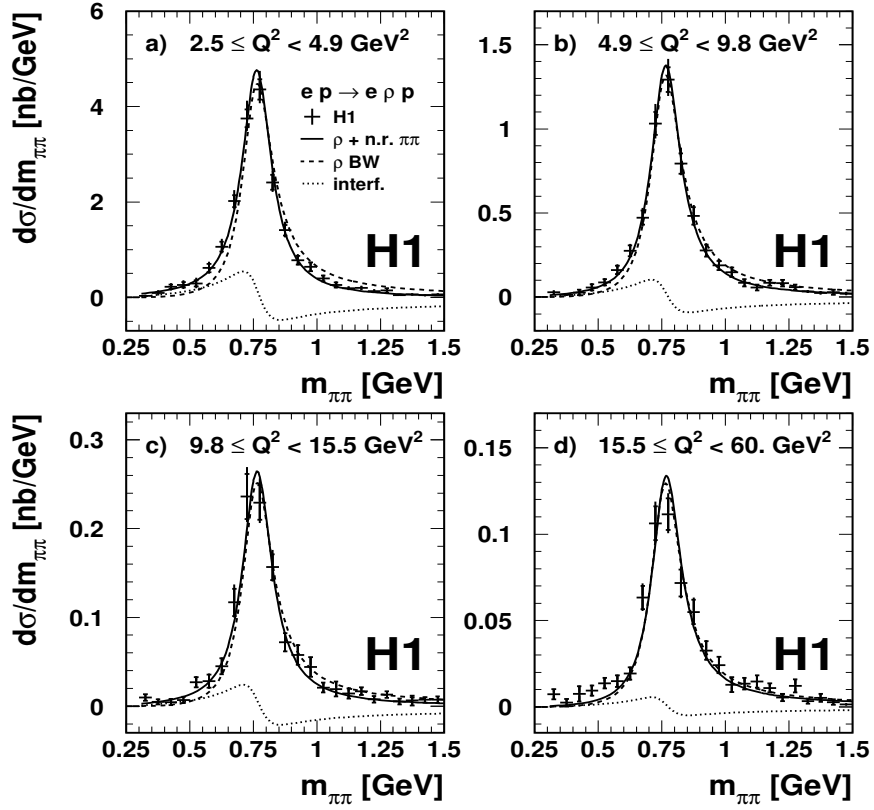 a) 2.5 ≤ Q² < 4.9 GeV²
e p → e ρ p
H1
ρ + n.r. ππ
ρ BW
interf.
H1
dσ/dm_ππ [nb/GeV]
6
4
2
0
0.25 0.5 0.75 1 1.25 1.5
m_ππ [GeV]
b) 4.9 ≤ Q² < 9.8 GeV²
H1
1.5
1
0.5
0
0.25 0.5 0.75 1 1.25 1.5
m_ππ [GeV]
c) 9.8 ≤ Q² < 15.5 GeV²
H1
dσ/dm_ππ [nb/GeV]
0.3
0.2
0.1
0
0.25 0.5 0.75 1 1.25 1.5
m_ππ [GeV]
d) 15.5 ≤ Q² < 60. GeV²
H1
0.15
0.1
0.05
0
0.25 0.5 0.75 1 1.25 1.5
m_ππ [GeV]